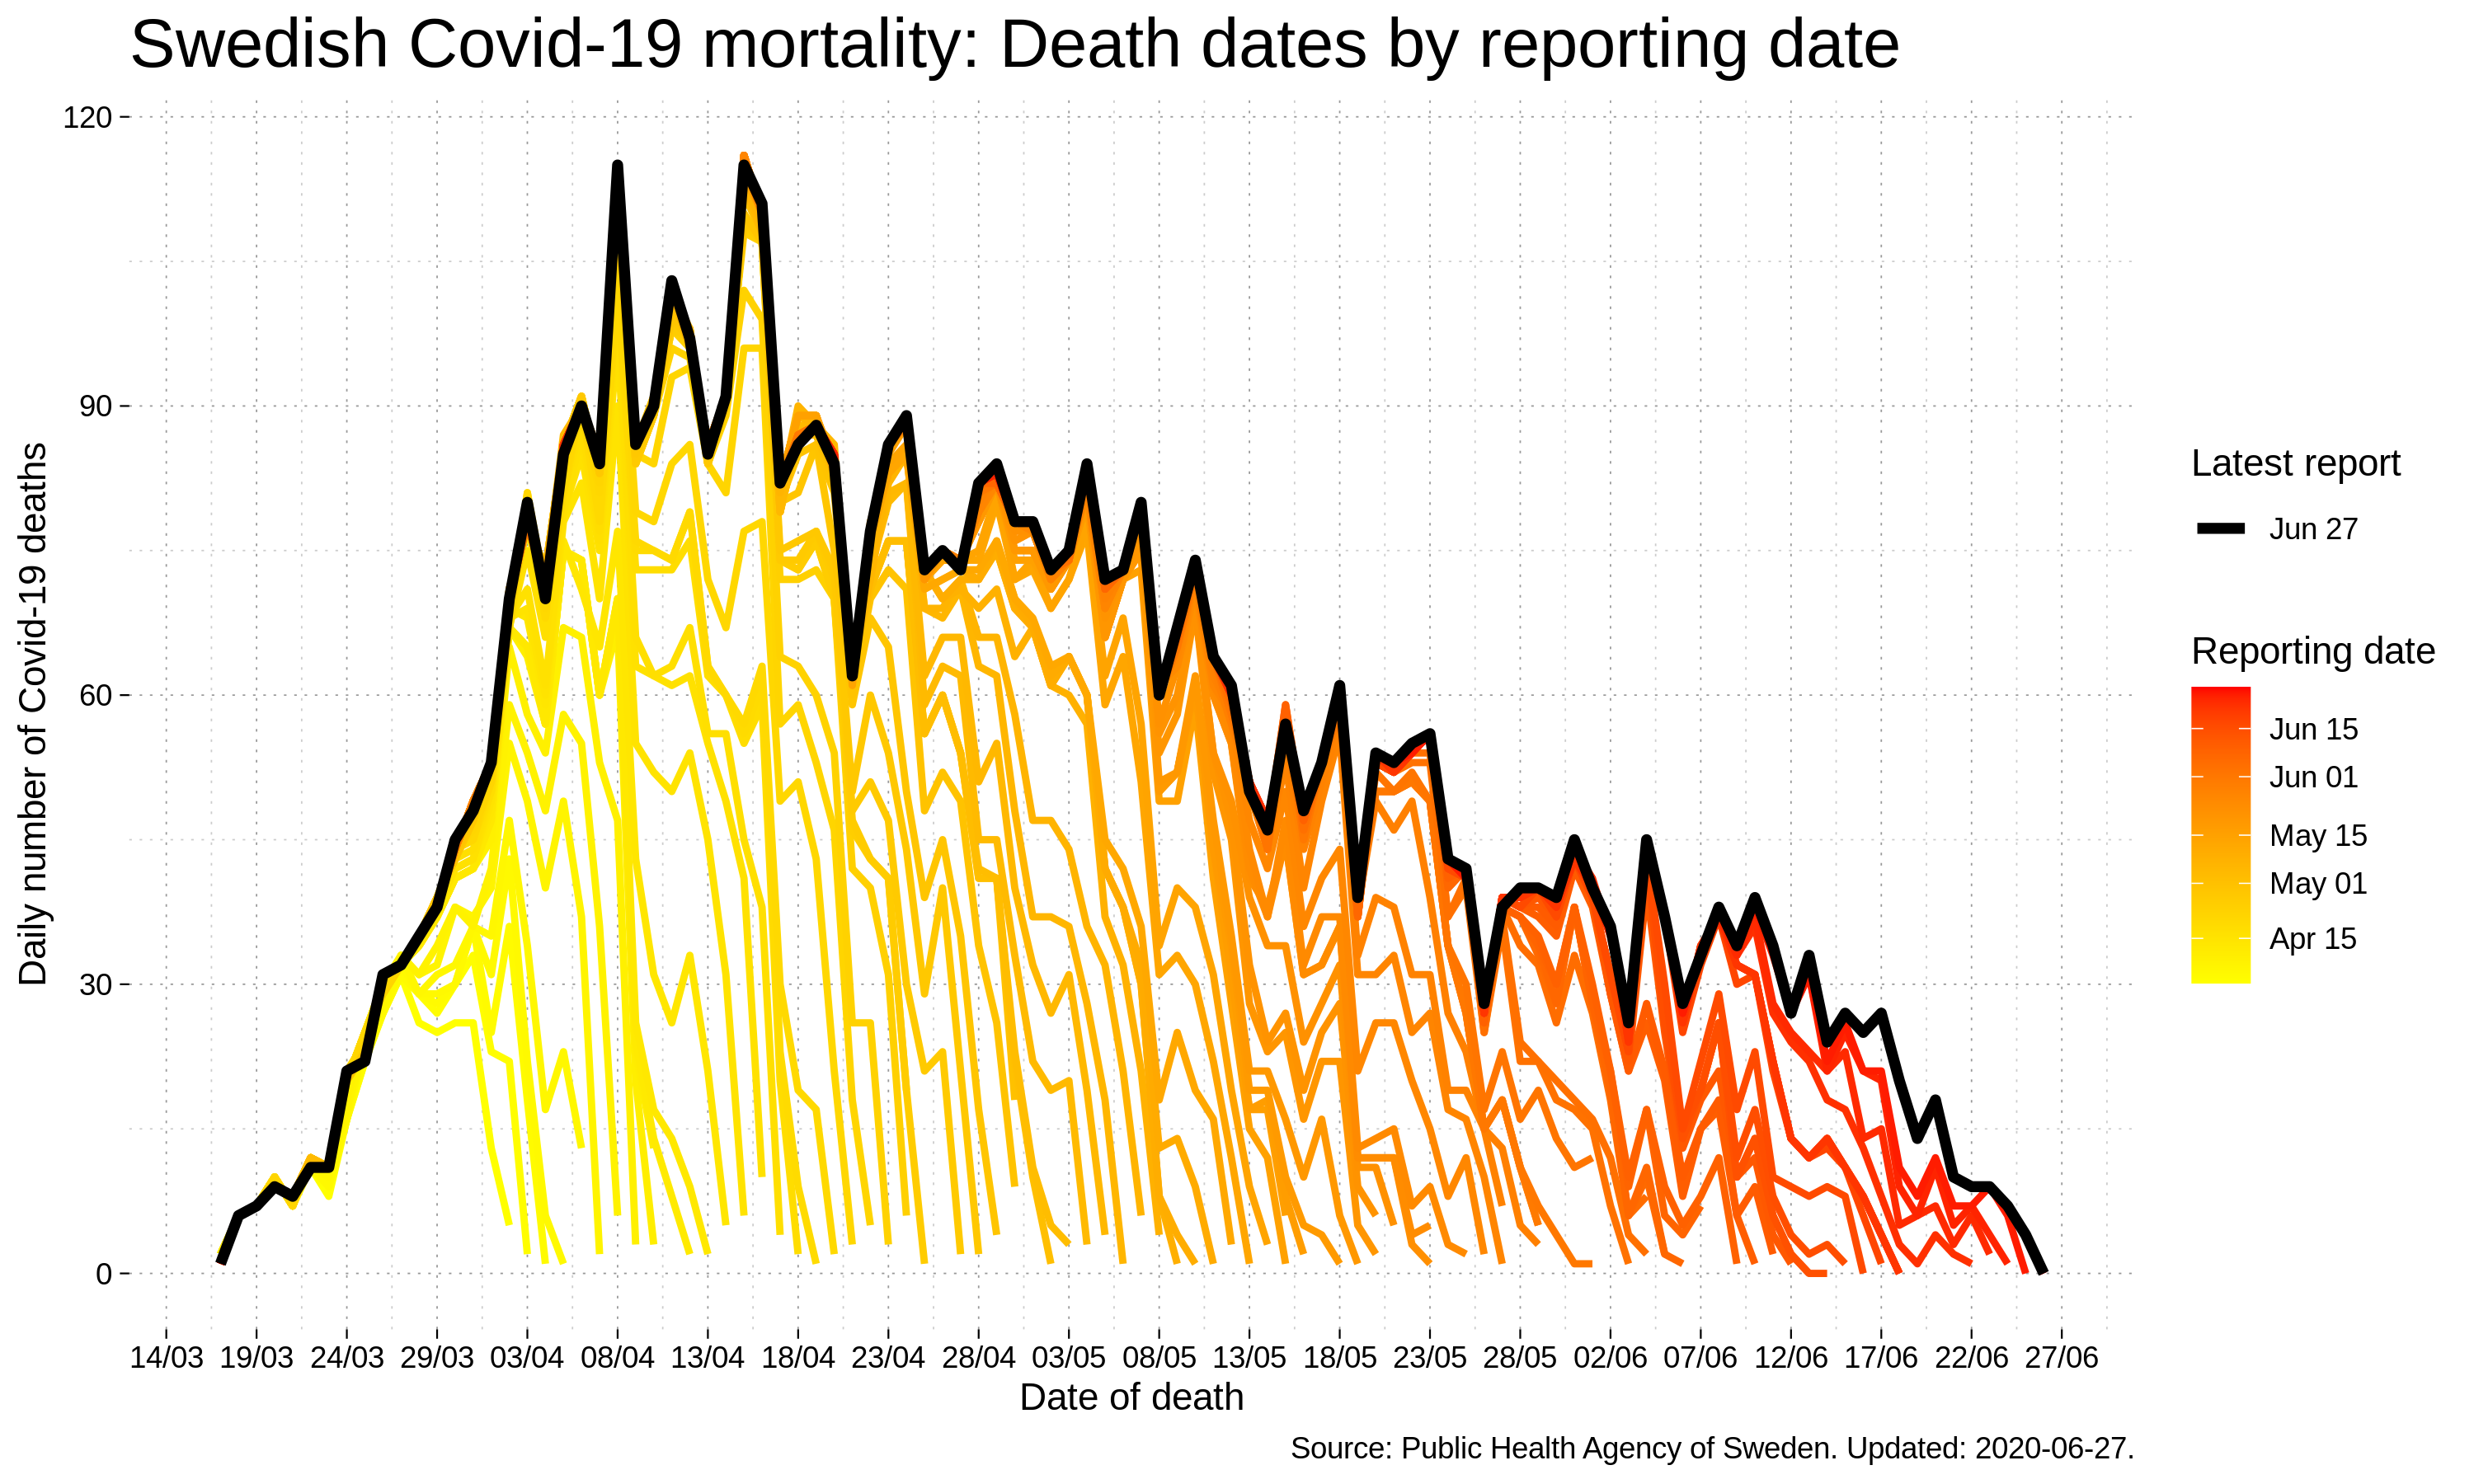 Swedish Covid-19 mortality: Death dates by reporting date
Daily number of Covid-19 deaths
120
90
60
30
0
14/03 19/03 24/03 29/03 03/04 08/04 13/04 18/04 23/04 28/04 03/05 08/05 13/05 18/05 23/05 28/05 02/06 07/06 12/06 17/06 22/06 27/06
Date of death
Latest report
Jun 27
Reporting date
Jun 15
Jun 01
May 15
May 01
Apr 15
Source: Public Health Agency of Sweden. Updated: 2020-06-27.